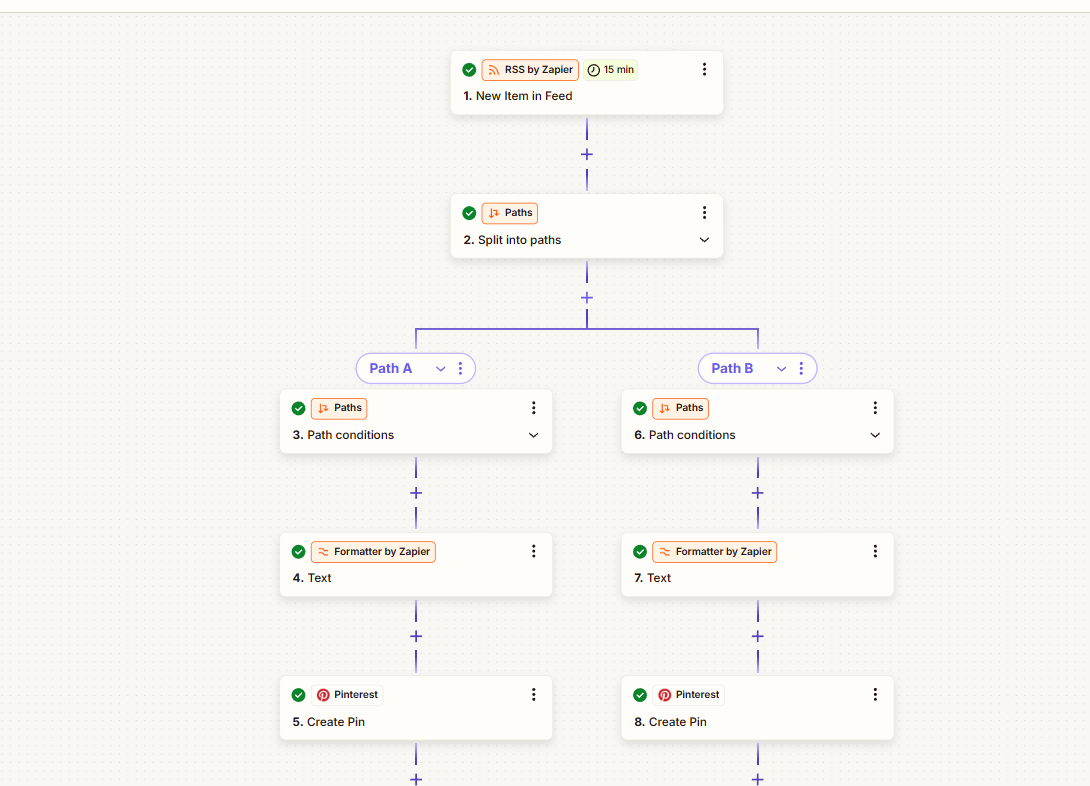 RSS by Zapier 15 min
1. New Item in Feed
Paths
2. Split into paths
Path A
Path B
Paths
3. Path conditions
Paths
6. Path conditions
Formatter by Zapier
4. Text
Formatter by Zapier
7. Text
Pinterest
5. Create Pin
Pinterest
8. Create Pin